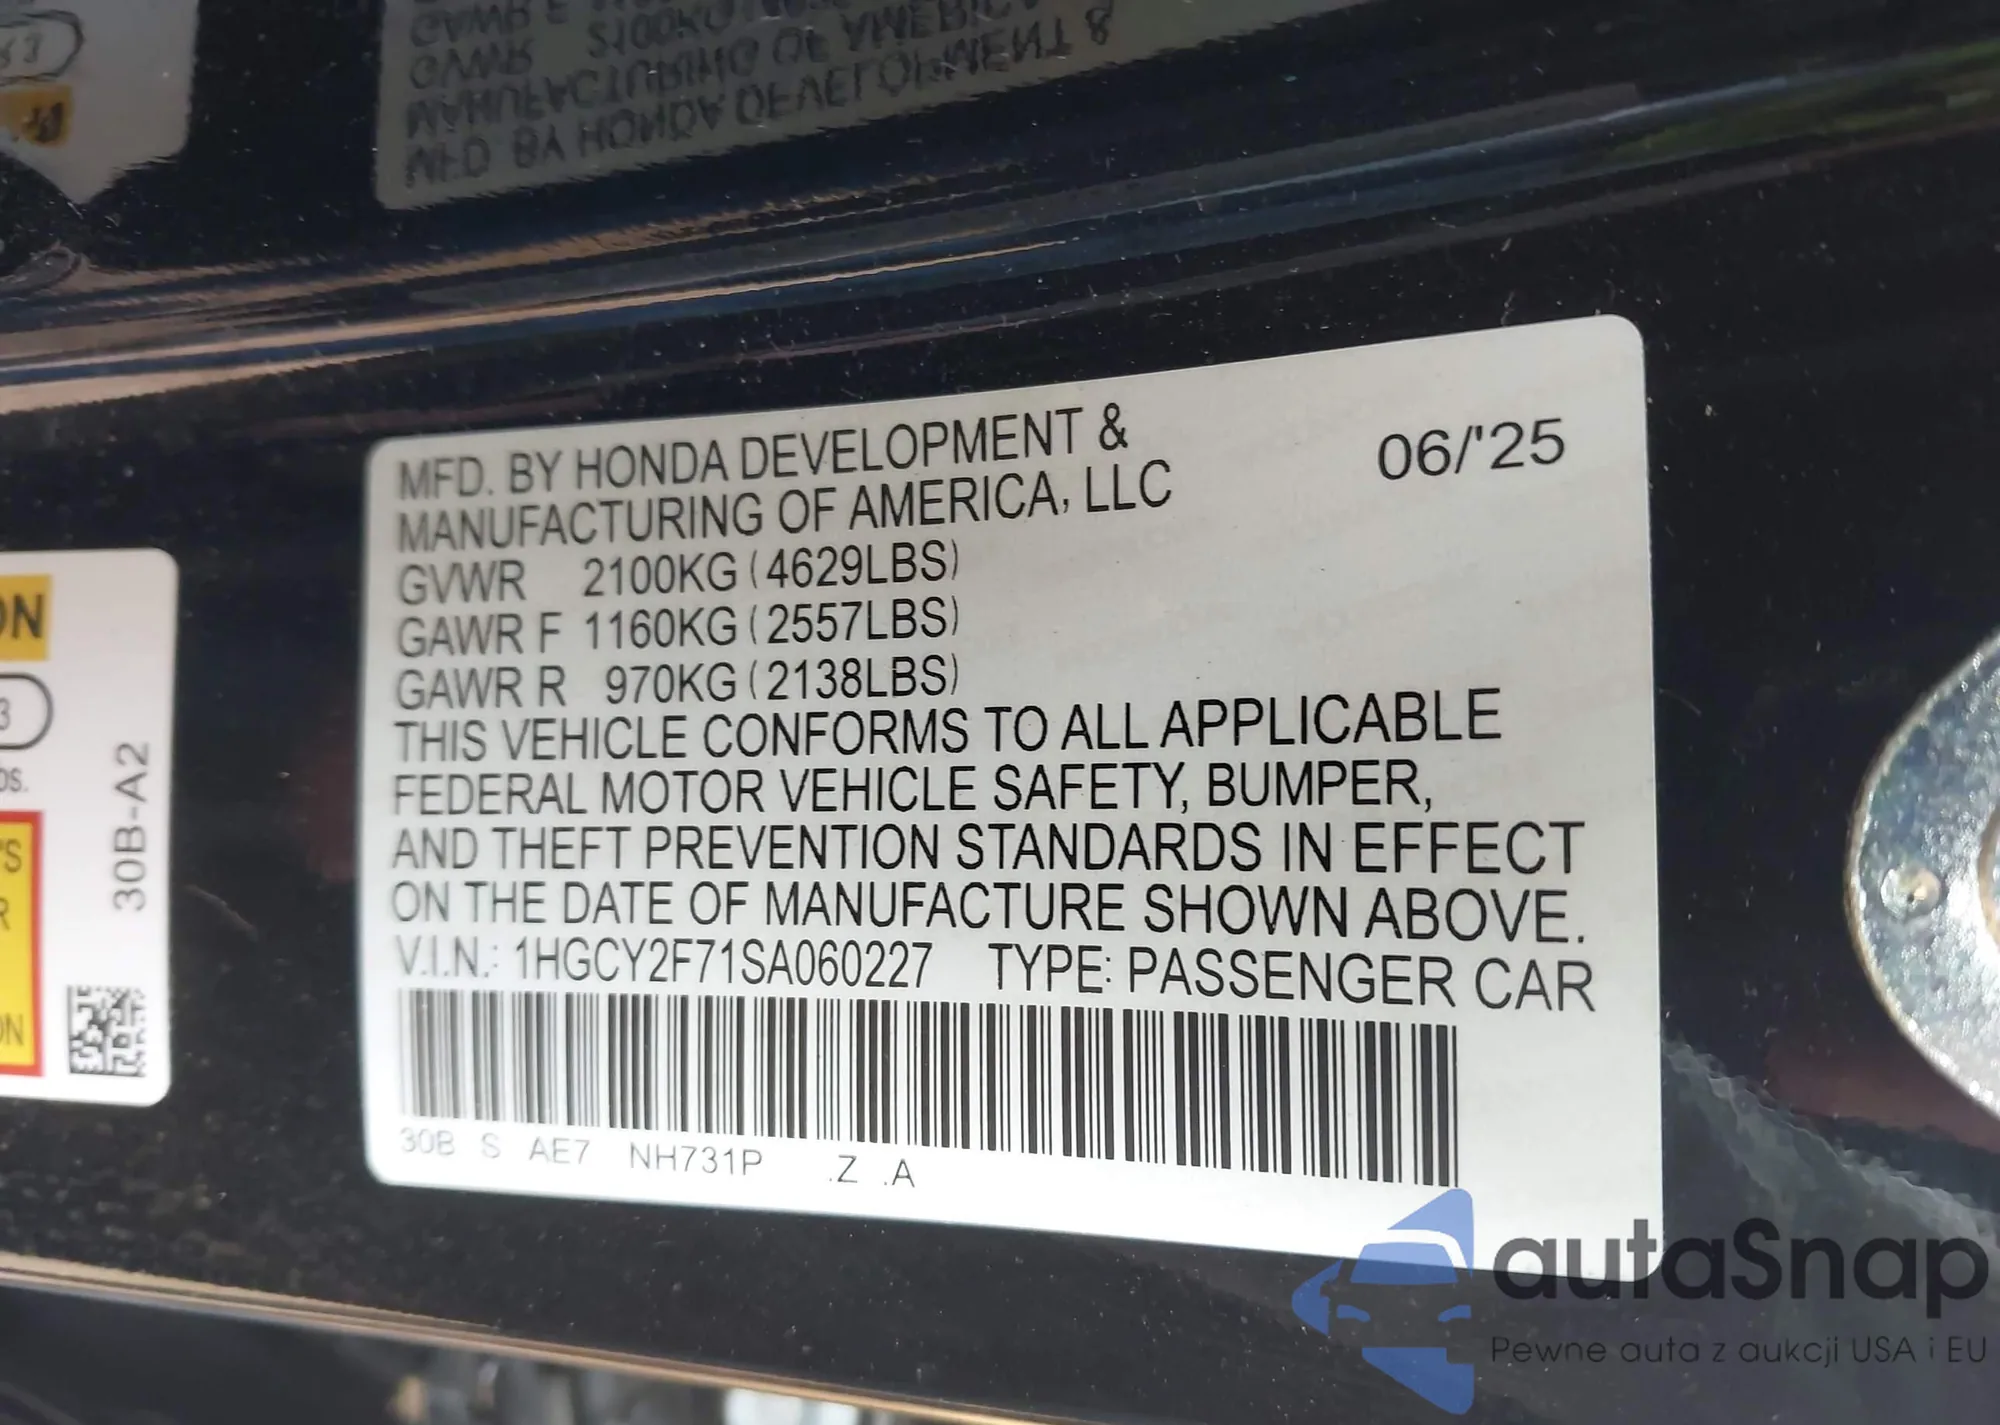 MFD. BY HONDA DEVELOPMENT &
MANUFACTURING OF AMERICA, LLC
06/'25
GVWR 2100KG (4629LBS)
GAWR F 1160KG (2557LBS)
GAWR R 970KG (2138LBS)
THIS VEHICLE CONFORMS TO ALL APPLICABLE
FEDERAL MOTOR VEHICLE SAFETY, BUMPER,
AND THEFT PREVENTION STANDARDS IN EFFECT
ON THE DATE OF MANUFACTURE SHOWN ABOVE.
V.I.N.: 1HGCY2F71SA060227 TYPE: PASSENGER CAR
30B S AE7 NH731P .Z .A
30B-A2
autaSnap
Pewne auta z aukcji USA i EU